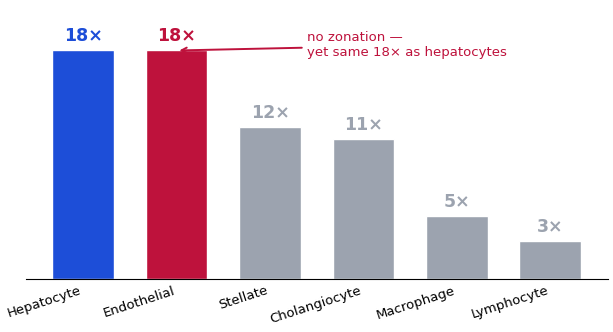 18×
18×
no zonation —
yet same 18× as hepatocytes
12×
11×
5×
3×
Hepatocyte
Endothelial
Stellate
Cholangiocyte
Macrophage
Lymphocyte